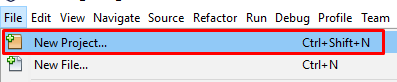 File Edit View Navigate Source Refactor Run Debug Profile Team
New Project... Ctrl+Shift+N
New File... Ctrl+N